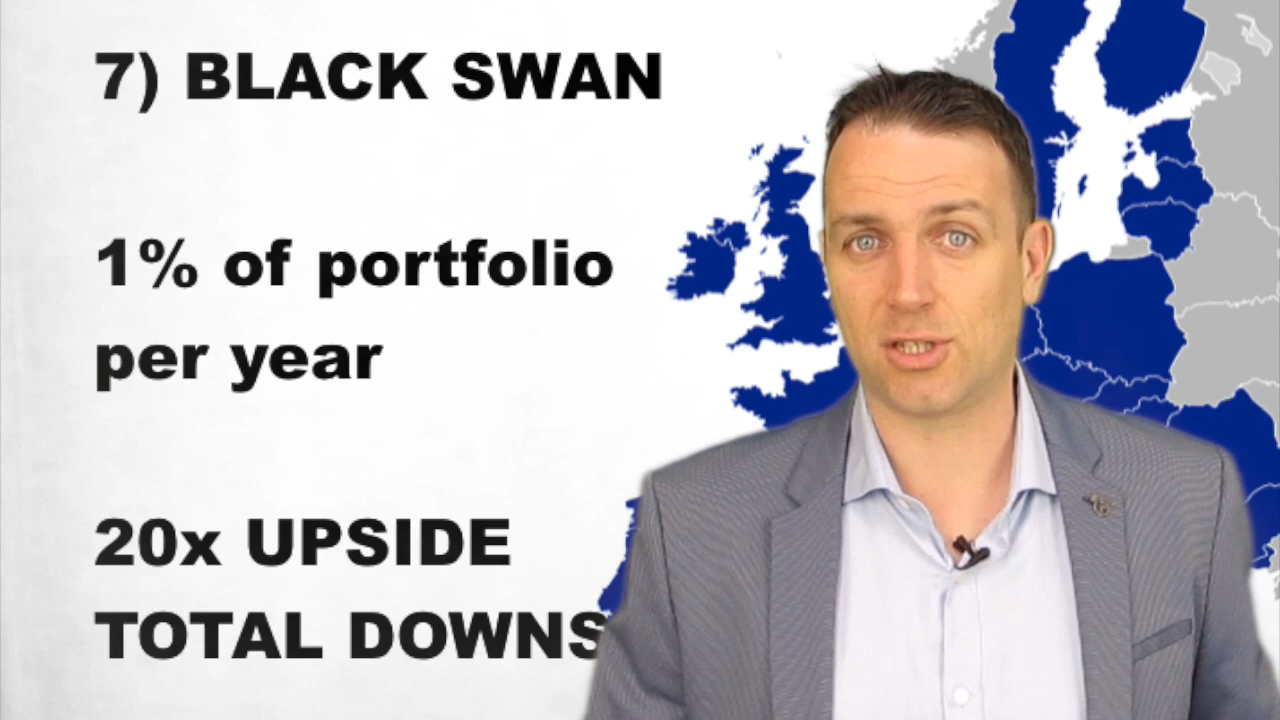 7) BLACK SWAN
1% of portfolio
per year
20x UPSIDE
TOTAL DOWNS